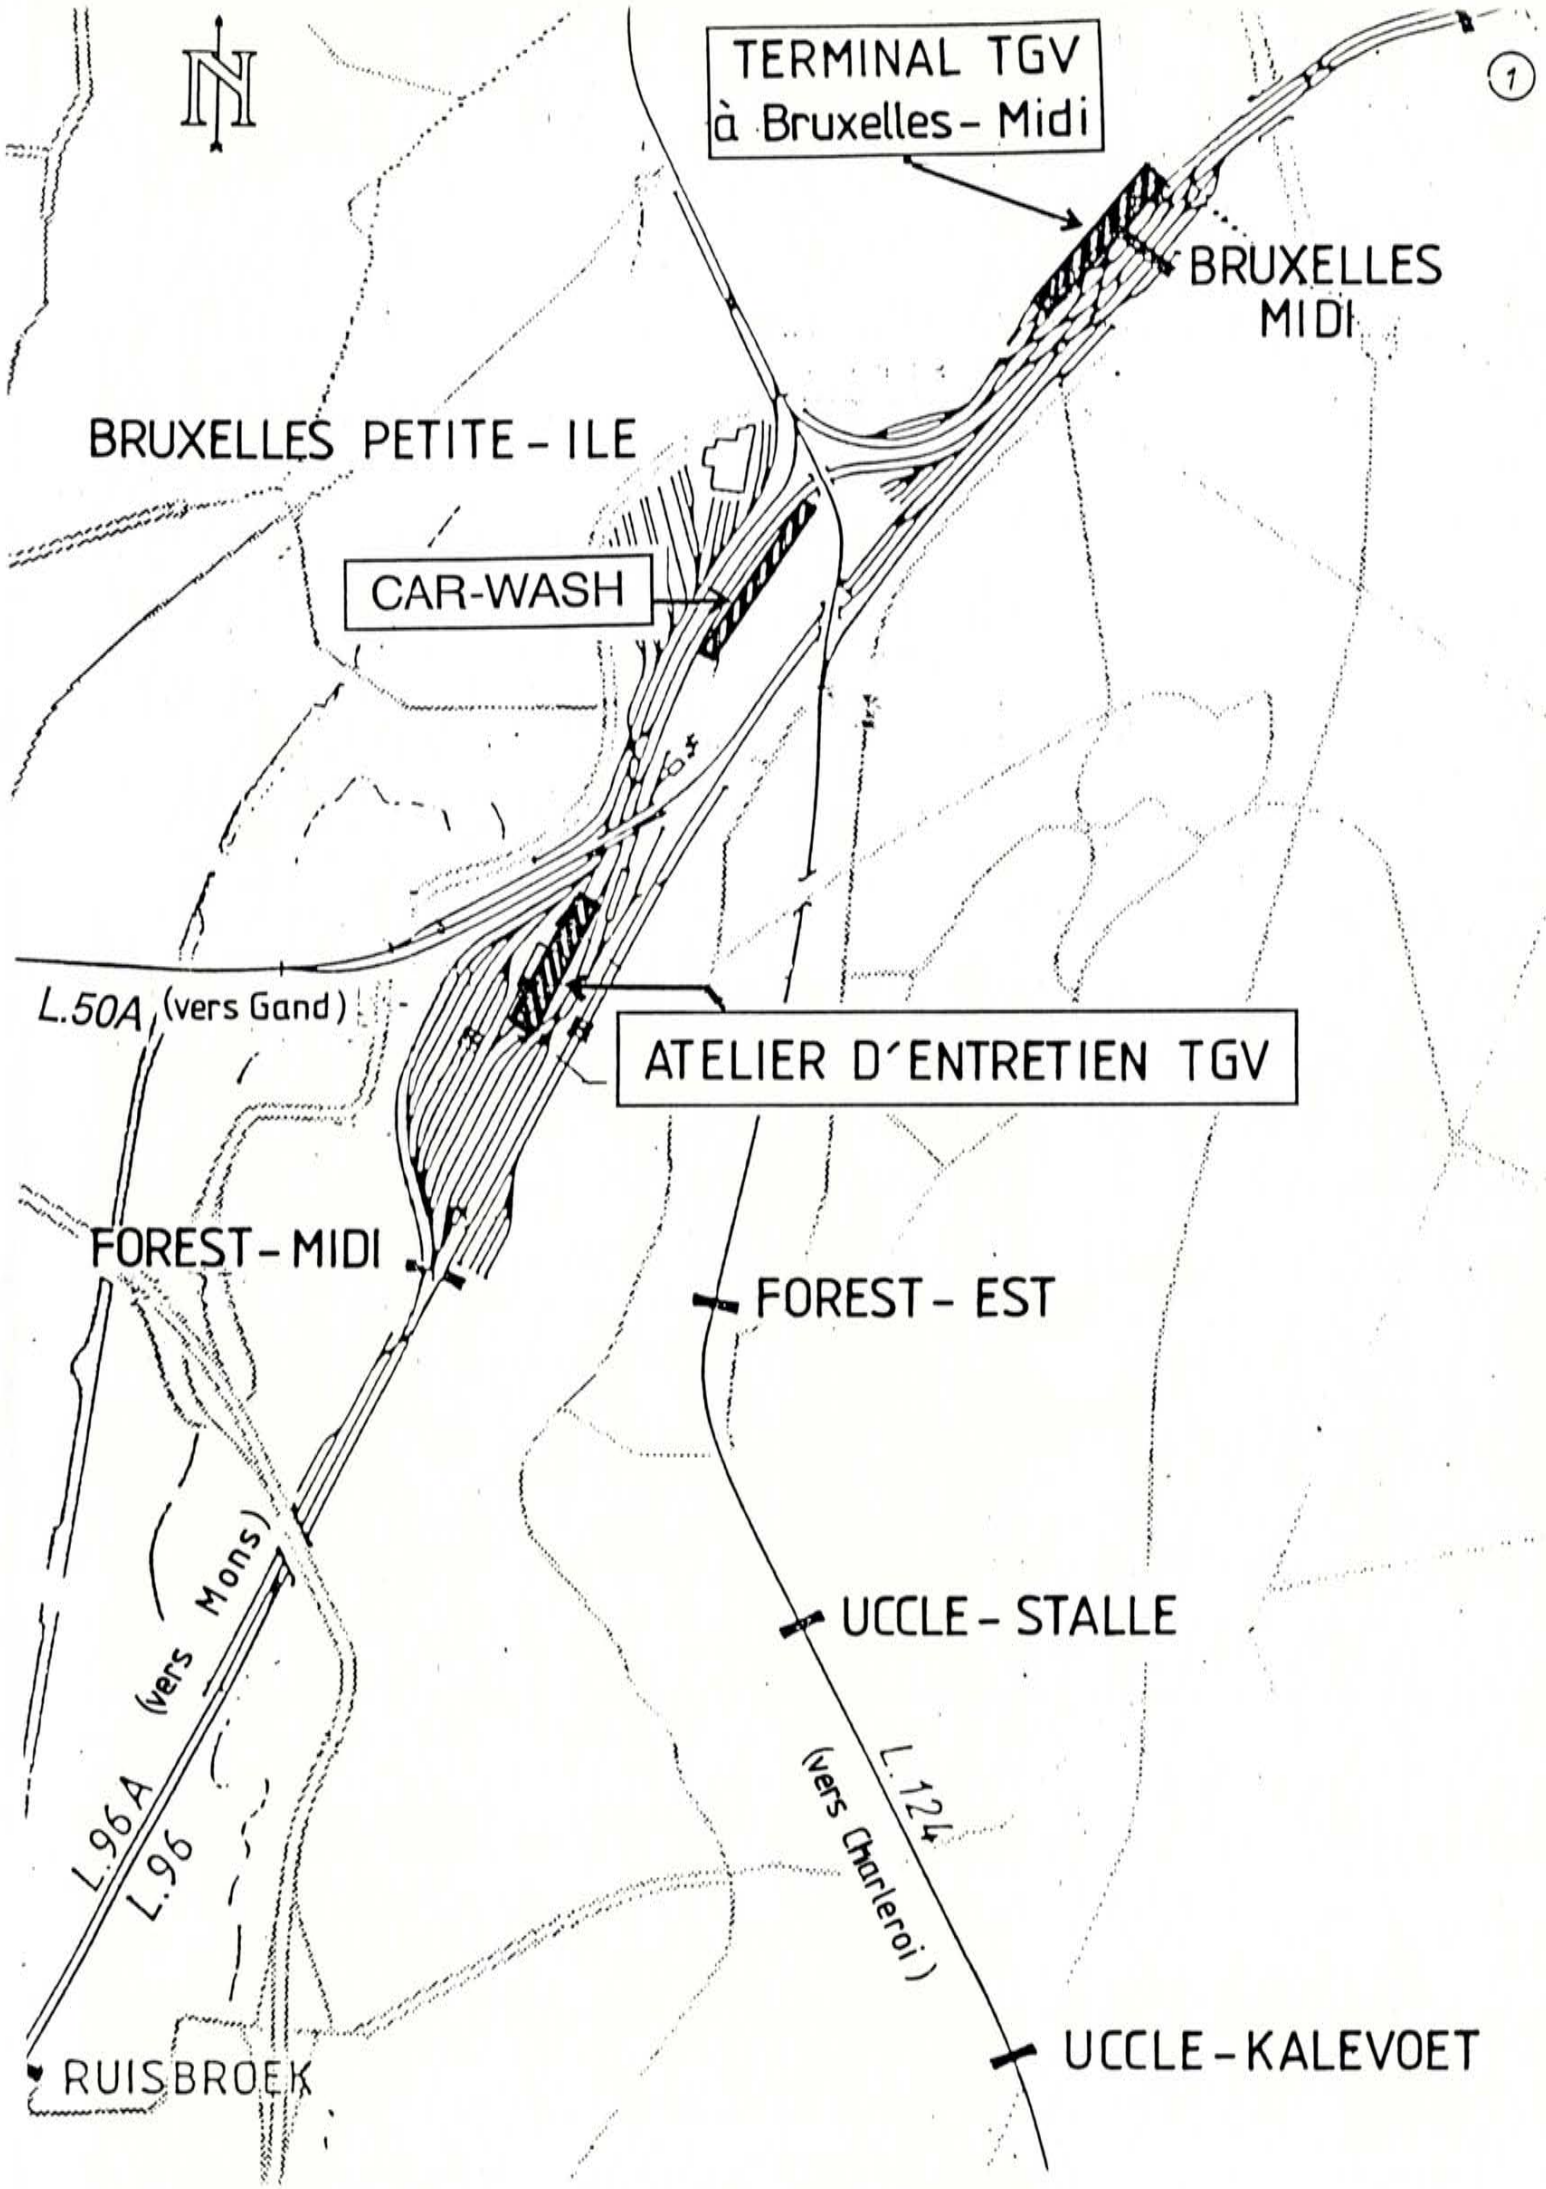 N
TERMINAL TGV
à Bruxelles - Midi
1
BRUXELLES
MIDI
BRUXELLES PETITE - ILE
CAR-WASH
L.50A (vers Gand)
ATELIER D'ENTRETIEN TGV
FOREST - MIDI
FOREST - EST
(vers Mons)
UCCLE - STALLE
L.96A
L.96
L.124
(vers Charleroi)
UCCLE - KALEVOET
RUISBROEK